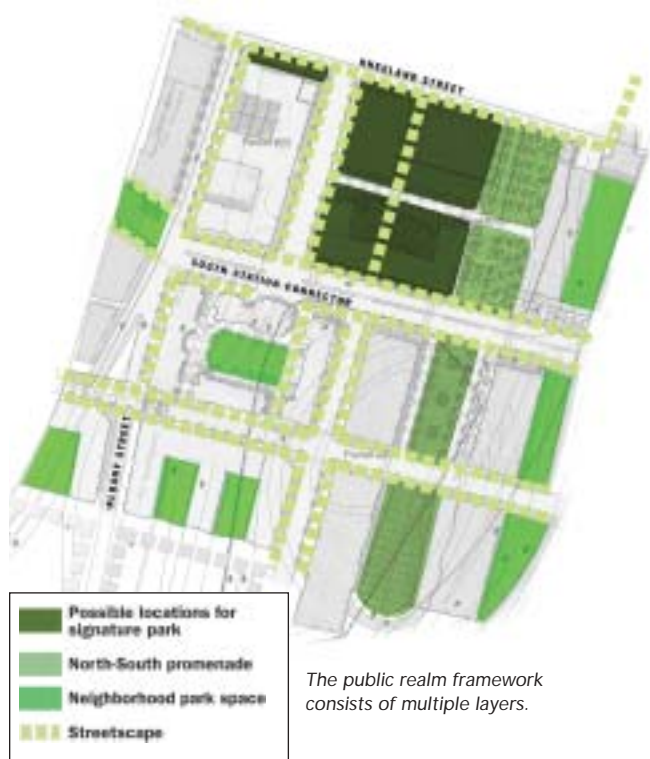 KNEELAND STREET
SOUTH STATION CONNECTOR
ALBANY STREET
Possible locations for
signature park
North-South promenade
Neighborhood park space
Streetscape
The public realm framework
consists of multiple layers.